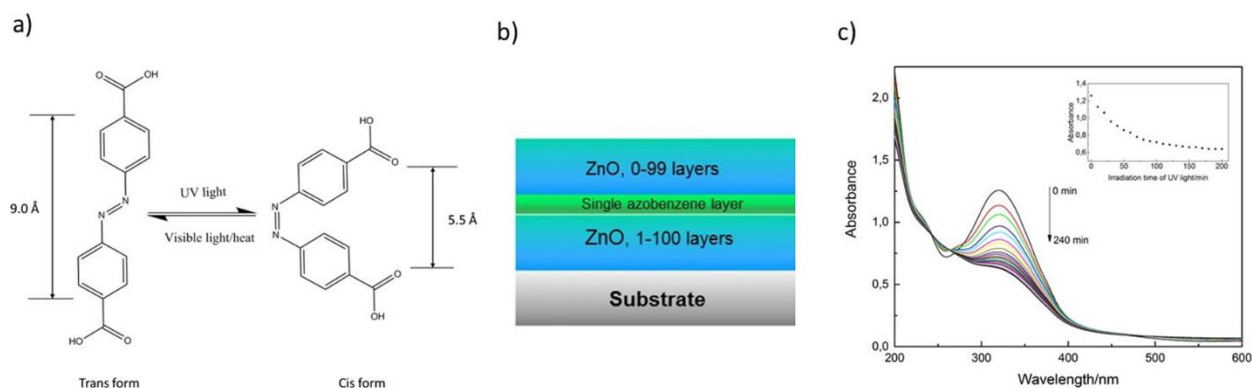 a)
O
OH
N
N
9.0 Å
HO
O
Trans form
UV light
Visible light/heat
HO
O
N
N
5.5 Å
O
OH
Cis form
b)
ZnO, 0-99 layers
Single azobenzene layer
ZnO, 1-100 layers
Substrate
c)
Absorbance
2,0
1,5
1,0
0,5
0,0
200
300
400
500
600
Wavelength/nm
0 min
240 min
Absorbance
1,4
1,2
1,0
0,8
0,6
0
50
100
150
200
Irradiation time of UV light/min